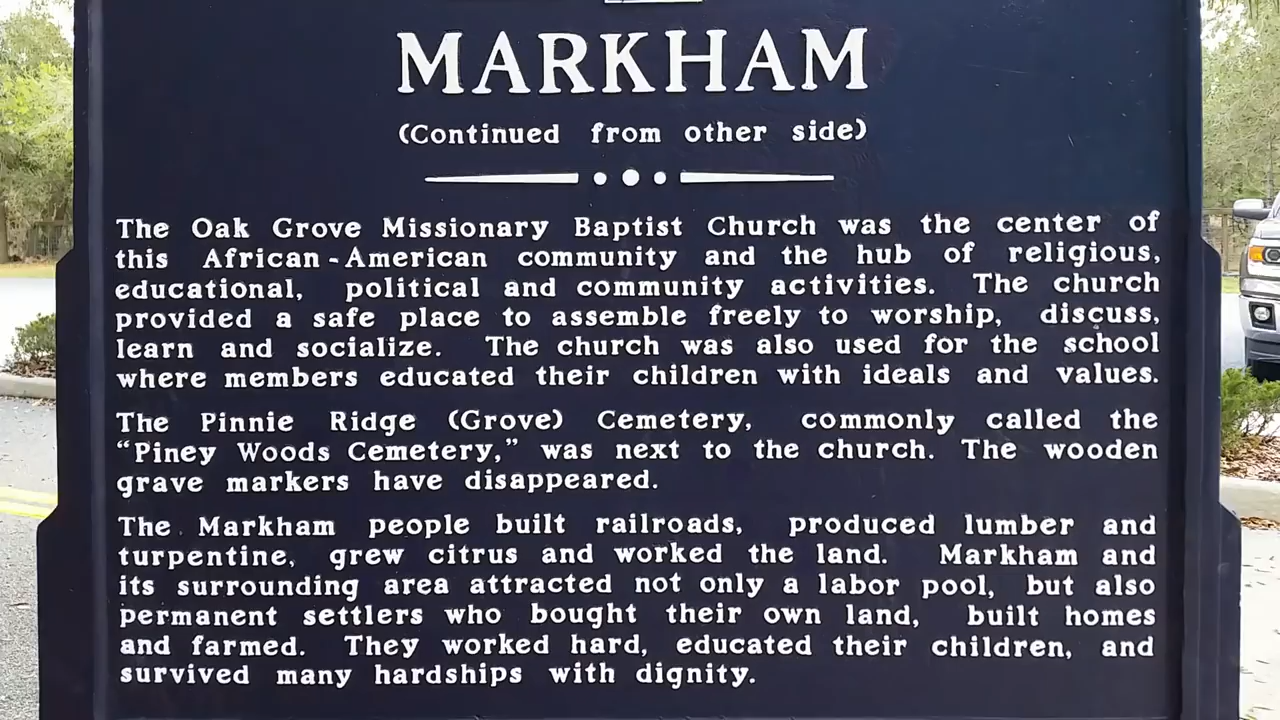 MARKHAM
(Continued from other side)
The Oak Grove Missionary Baptist Church was the center of
this African-American community and the hub of religious,
educational, political and community activities. The church
provided a safe place to assemble freely to worship, discuss,
learn and socialize. The church was also used for the school
where members educated their children with ideals and values.
The Pinnie Ridge (Grove) Cemetery, commonly called the
“Piney Woods Cemetery,” was next to the church. The wooden
grave markers have disappeared.
The Markham people built railroads, produced lumber and
turpentine, grew citrus and worked the land. Markham and
its surrounding area attracted not only a labor pool, but also
permanent settlers who bought their own land, built homes
and farmed. They worked hard, educated their children, and
survived many hardships with dignity.